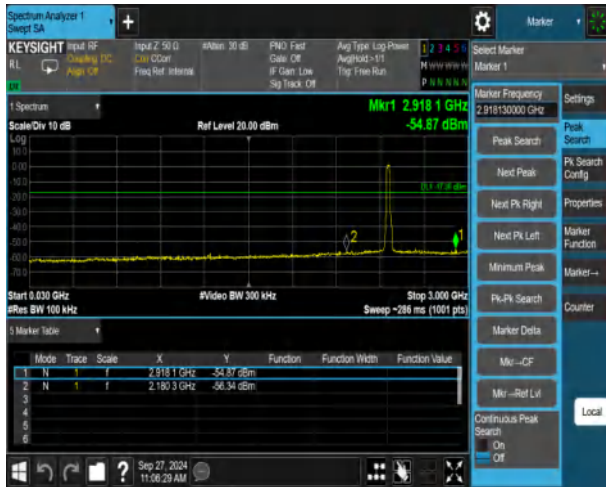 Spectrum Analyzer 1
Swept SA
+
Marker
KEYSIGHT
RL
Input: RF
Coupling: DC
Align: Off
Input Z: 50 Ω
Corr CCorr
Freq Ref: Internal
#Atten: 30 dB
PNO: Fast
Gate: Off
IF Gain: Low
Sig Track: Off
Avg Type: Log-Power
Avg|Hold:>1/1
Trig: Free Run
1 2 3 4 5 6
M W W W W W
P N N N N N
Select Marker
Marker 1
1 Spectrum
Scale/Div 10 dB
Ref Level 20.00 dBm
Mkr1 2.918 1 GHz
-54.87 dBm
Log
10.0
0.00
-10.0
-20.0
-30.0
-40.0
-50.0
-60.0
-70.0
2
1
Start 0.030 GHz
#Video BW 300 kHz
Stop 3.000 GHz
#Res BW 100 kHz
Sweep ~286 ms (1001 pts)
5 Marker Table
Mode Trace Scale X Y Function Function Width Function Value
1 N 1 f 2.918 1 GHz -54.87 dBm
2 N 1 f 2.180 3 GHz -56.34 dBm
3
4
5
6
Marker Frequency
2.918130000 GHz
Peak Search
Next Peak
Next Pk Right
Next Pk Left
Minimum Peak
Pk-Pk Search
Marker Delta
Mkr→CF
Mkr→Ref Lvl
Continuous Peak
Search
On
Off
Settings
Peak
Search
Pk Search
Config
Properties
Marker
Function
Marker→
Counter
Local
?
Sep 27, 2024
11:06:29 AM